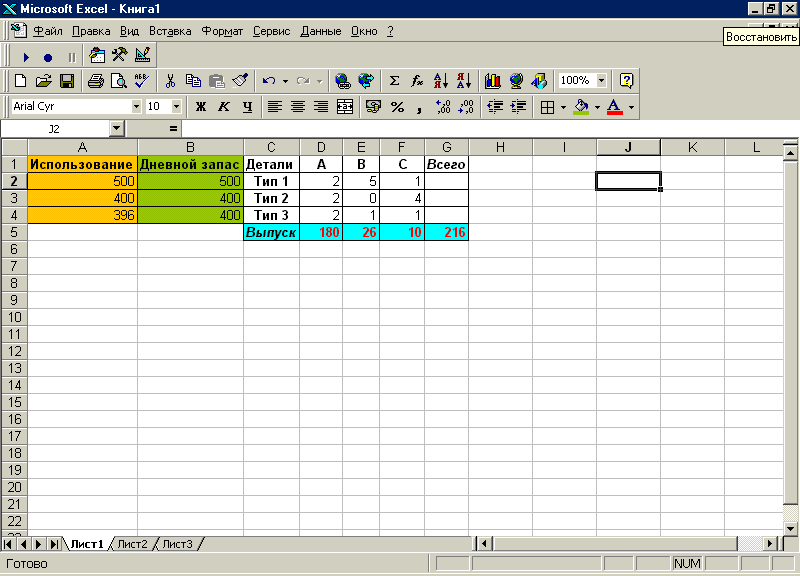 Microsoft Excel - Книга1
Файл Правка Вид Вставка Формат Сервис Данные Окно ?
Восстановить
100%
Arial Cyr 10 Ж К Ч
J2 =
A B C D E F G H I J K L
1 Использование Дневной запас Детали А В С Всего
2 500 500 Тип 1 2 5 1
3 400 400 Тип 2 2 0 4
4 396 400 Тип 3 2 1 1
5 Выпуск 180 26 10 216
6
7
8
9
10
11
12
13
14
15
16
17
18
19
20
21
22
Лист1 Лист2 Лист3
Готово NUM